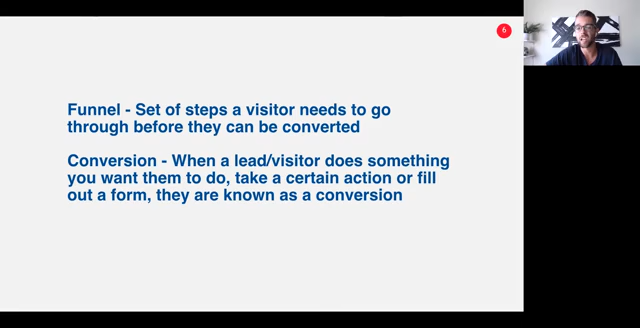 6
Funnel - Set of steps a visitor needs to go
through before they can be converted
Conversion - When a lead/visitor does something
you want them to do, take a certain action or fill
out a form, they are known as a conversion